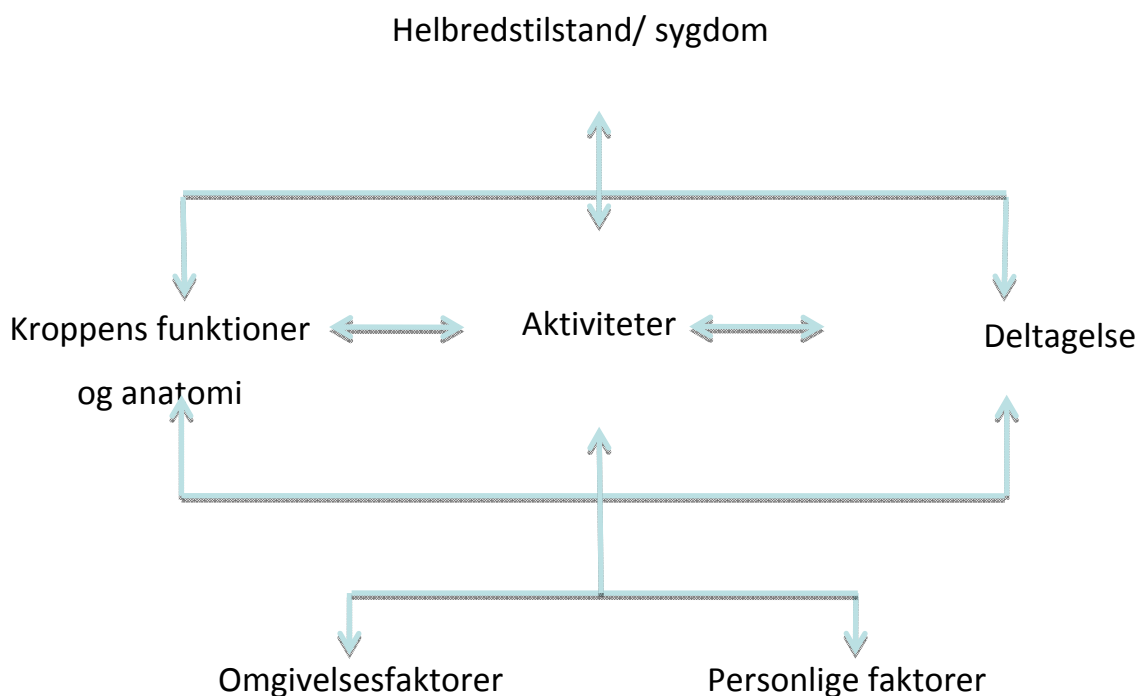 Helbredstilstand/ sygdom
Kroppens funktioner
og anatomi
Aktiviteter
Deltagelse
Omgivelsesfaktorer
Personlige faktorer